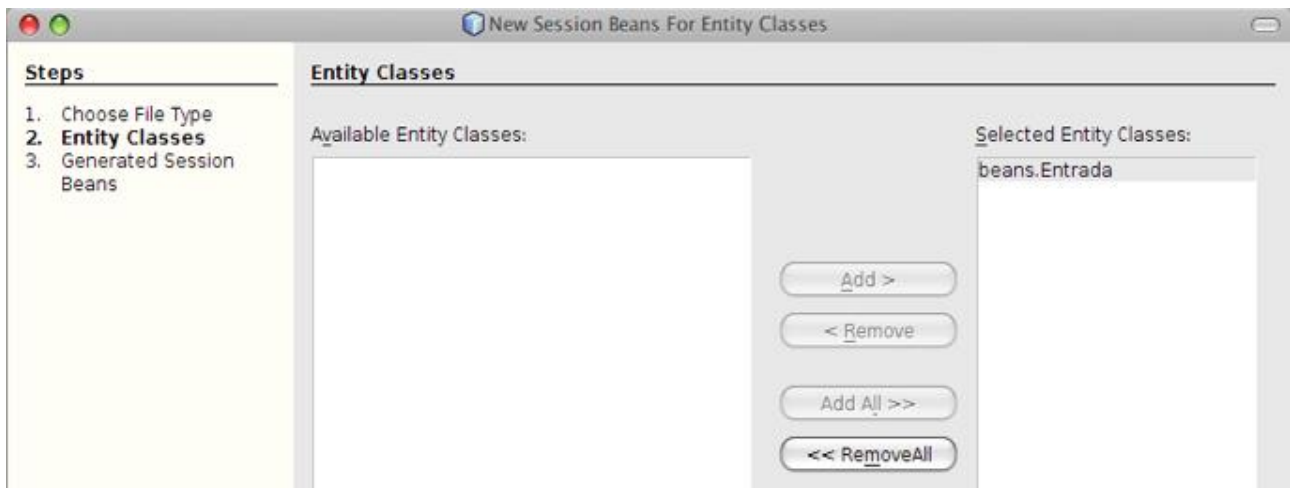 New Session Beans For Entity Classes
Steps
1. Choose File Type
2. Entity Classes
3. Generated Session
Beans
Entity Classes
Available Entity Classes:
Selected Entity Classes:
beans.Entrada
Add >
< Remove
Add All >>
<< RemoveAll